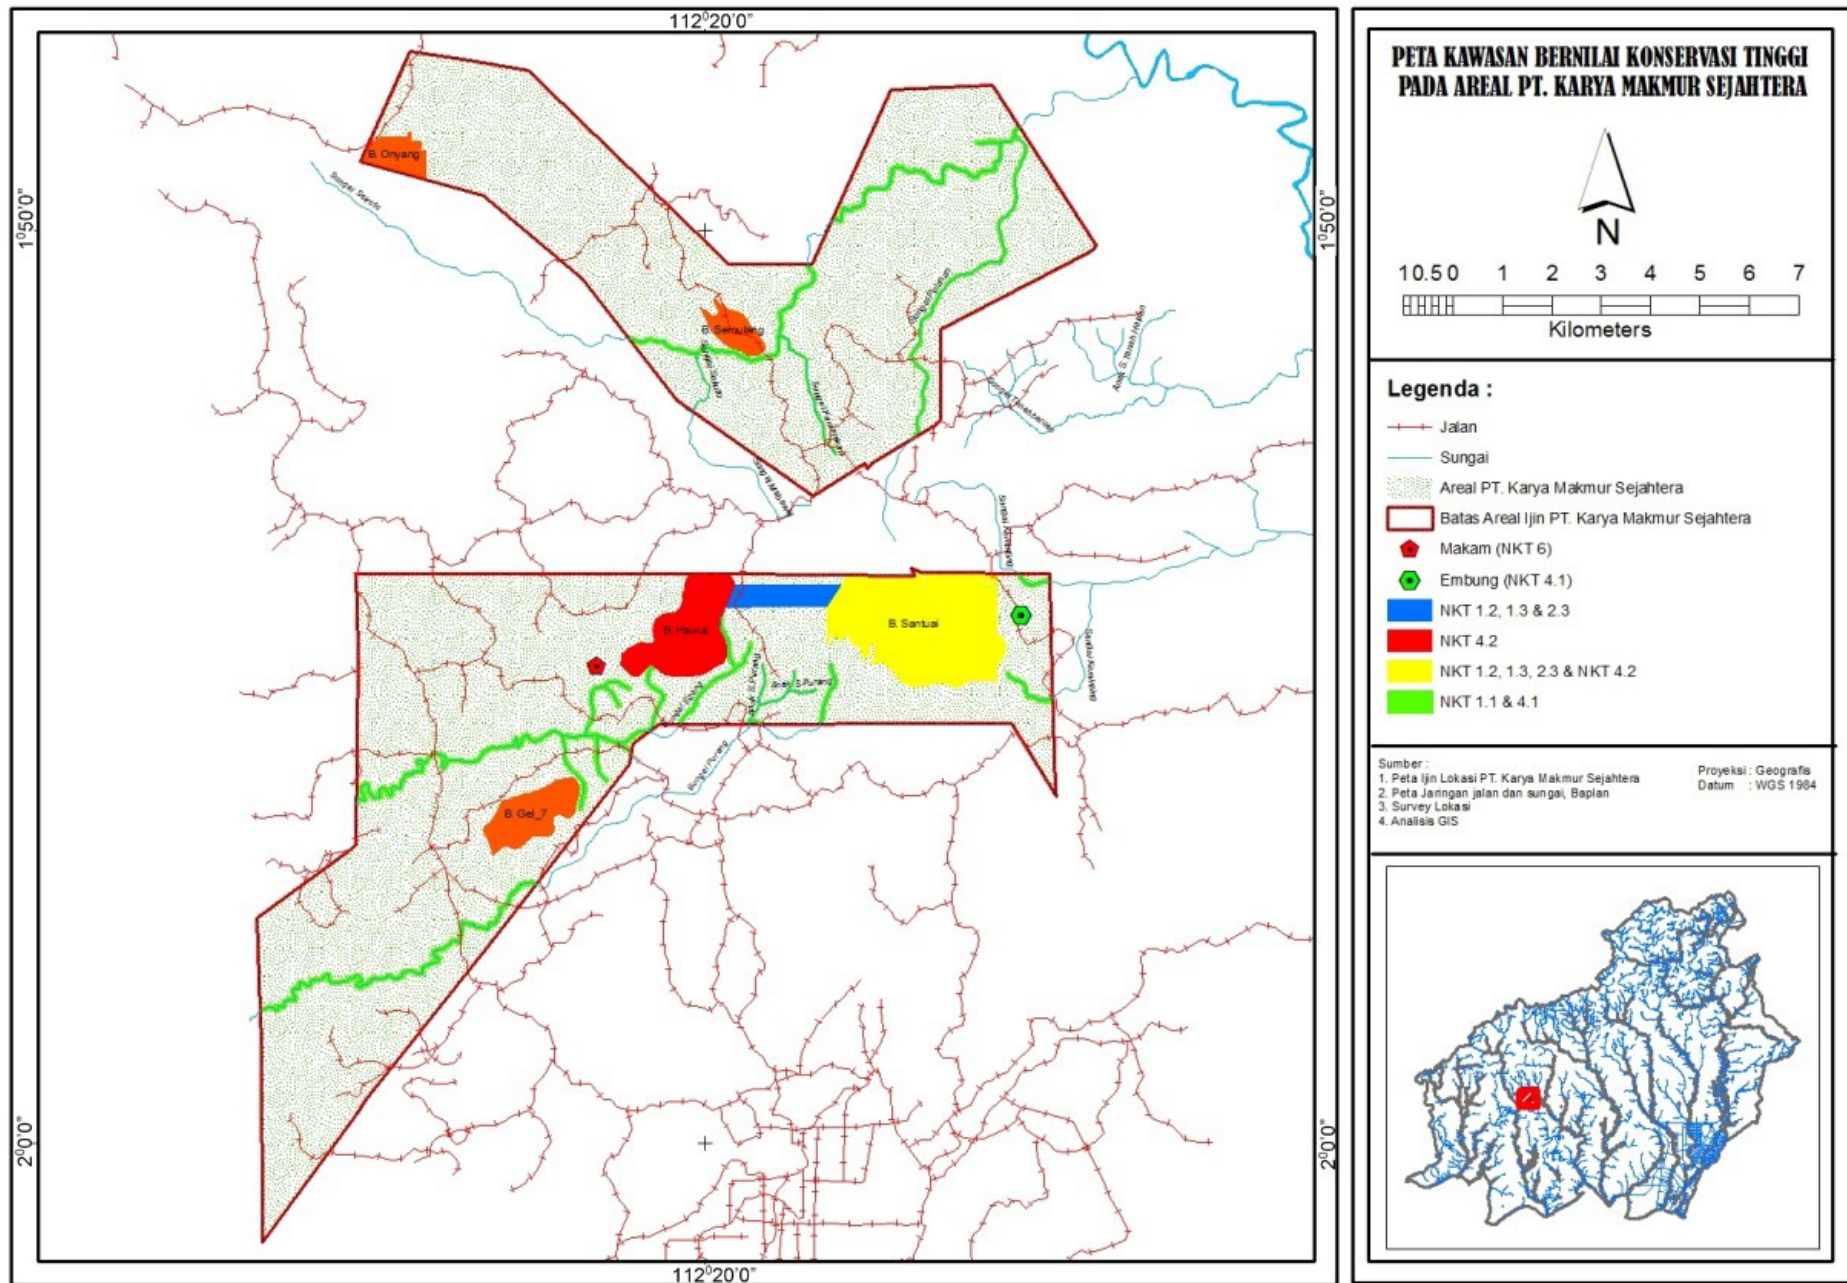 112°20'0"
1°50'0"
1°50'0"
2°0'0"
2°0'0"
112°20'0"
B. Onyang
B. Semulang
B. Hawuk
B. Santuai
B. Gel_7
Anak S.Purang
Sungai Purang
PETA KAWASAN BERNILAI KONSERVASI TINGGI
PADA AREAL PT. KARYA MAKMUR SEJAHTERA
N
1 0.5 0 1 2 3 4 5 6 7
Kilometers
Legenda :
Jalan
Sungai
Areal PT. Karya Makmur Sejahtera
Batas Areal Ijin PT. Karya Makmur Sejahtera
Makam (NKT 6)
Embung (NKT 4.1)
NKT 1.2, 1.3 & 2.3
NKT 4.2
NKT 1.2, 1.3, 2.3 & NKT 4.2
NKT 1.1 & 4.1
Sumber :
1. Peta Ijin Lokasi PT. Karya Makmur Sejahtera
2. Peta Jaringan jalan dan sungai, Baplan
3. Survey Lokasi
4. Analisis GIS
Proyeksi : Geografis
Datum : WGS 1984